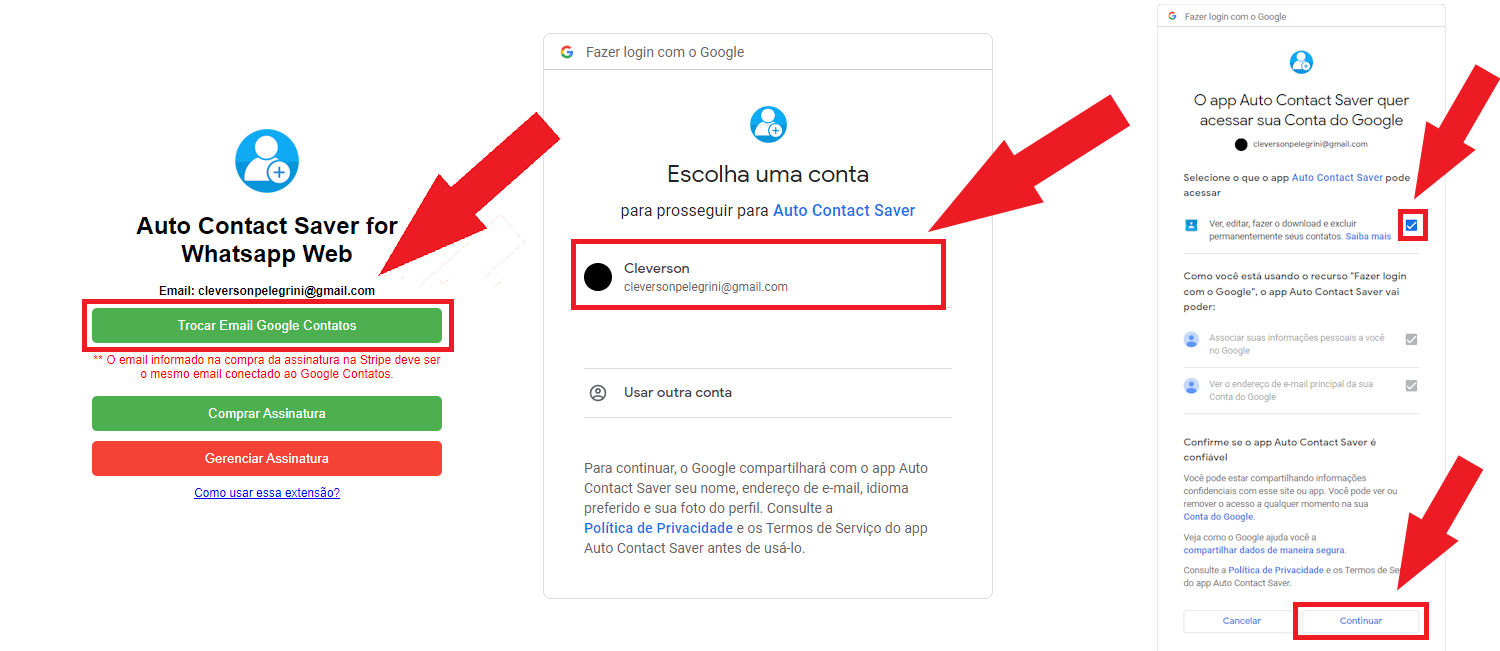 Auto Contact Saver for
Whatsapp Web
Email: cleversonpelegrini@gmail.com
Trocar Email Google Contatos
** O email informado na compra da assinatura na Stripe deve ser
o mesmo email conectado ao Google Contatos.
Comprar Assinatura
Gerenciar Assinatura
Como usar essa extensão?
Fazer login com o Google
Escolha uma conta
para prosseguir para Auto Contact Saver
Cleverson
cleversonpelegrini@gmail.com
Usar outra conta
Para continuar, o Google compartilhará com o app Auto
Contact Saver seu nome, endereço de e-mail, idioma
preferido e sua foto do perfil. Consulte a
Política de Privacidade e os Termos de Serviço do app
Auto Contact Saver antes de usá-lo.
Fazer login com o Google
O app Auto Contact Saver quer
acessar sua Conta do Google
cleversonpelegrini@gmail.com
Selecione o que o app Auto Contact Saver pode
acessar
Ver, editar, fazer o download e excluir
permanentemente seus contatos. Saiba mais
Como você está usando o recurso "Fazer login
com o Google", o app Auto Contact Saver vai
poder:
Associar suas informações pessoais a você
no Google
Ver o endereço de e-mail principal da sua
Conta do Google
Confirme se o app Auto Contact Saver é
confiável
Você pode estar compartilhando informações
confidenciais com esse site ou app. Você pode ver ou
remover o acesso a qualquer momento na sua
Conta do Google.
Veja como o Google ajuda você a
compartilhar dados de maneira segura.
Consulte a Política de Privacidade e os Termos de Se
do app Auto Contact Saver.
Cancelar
Continuar